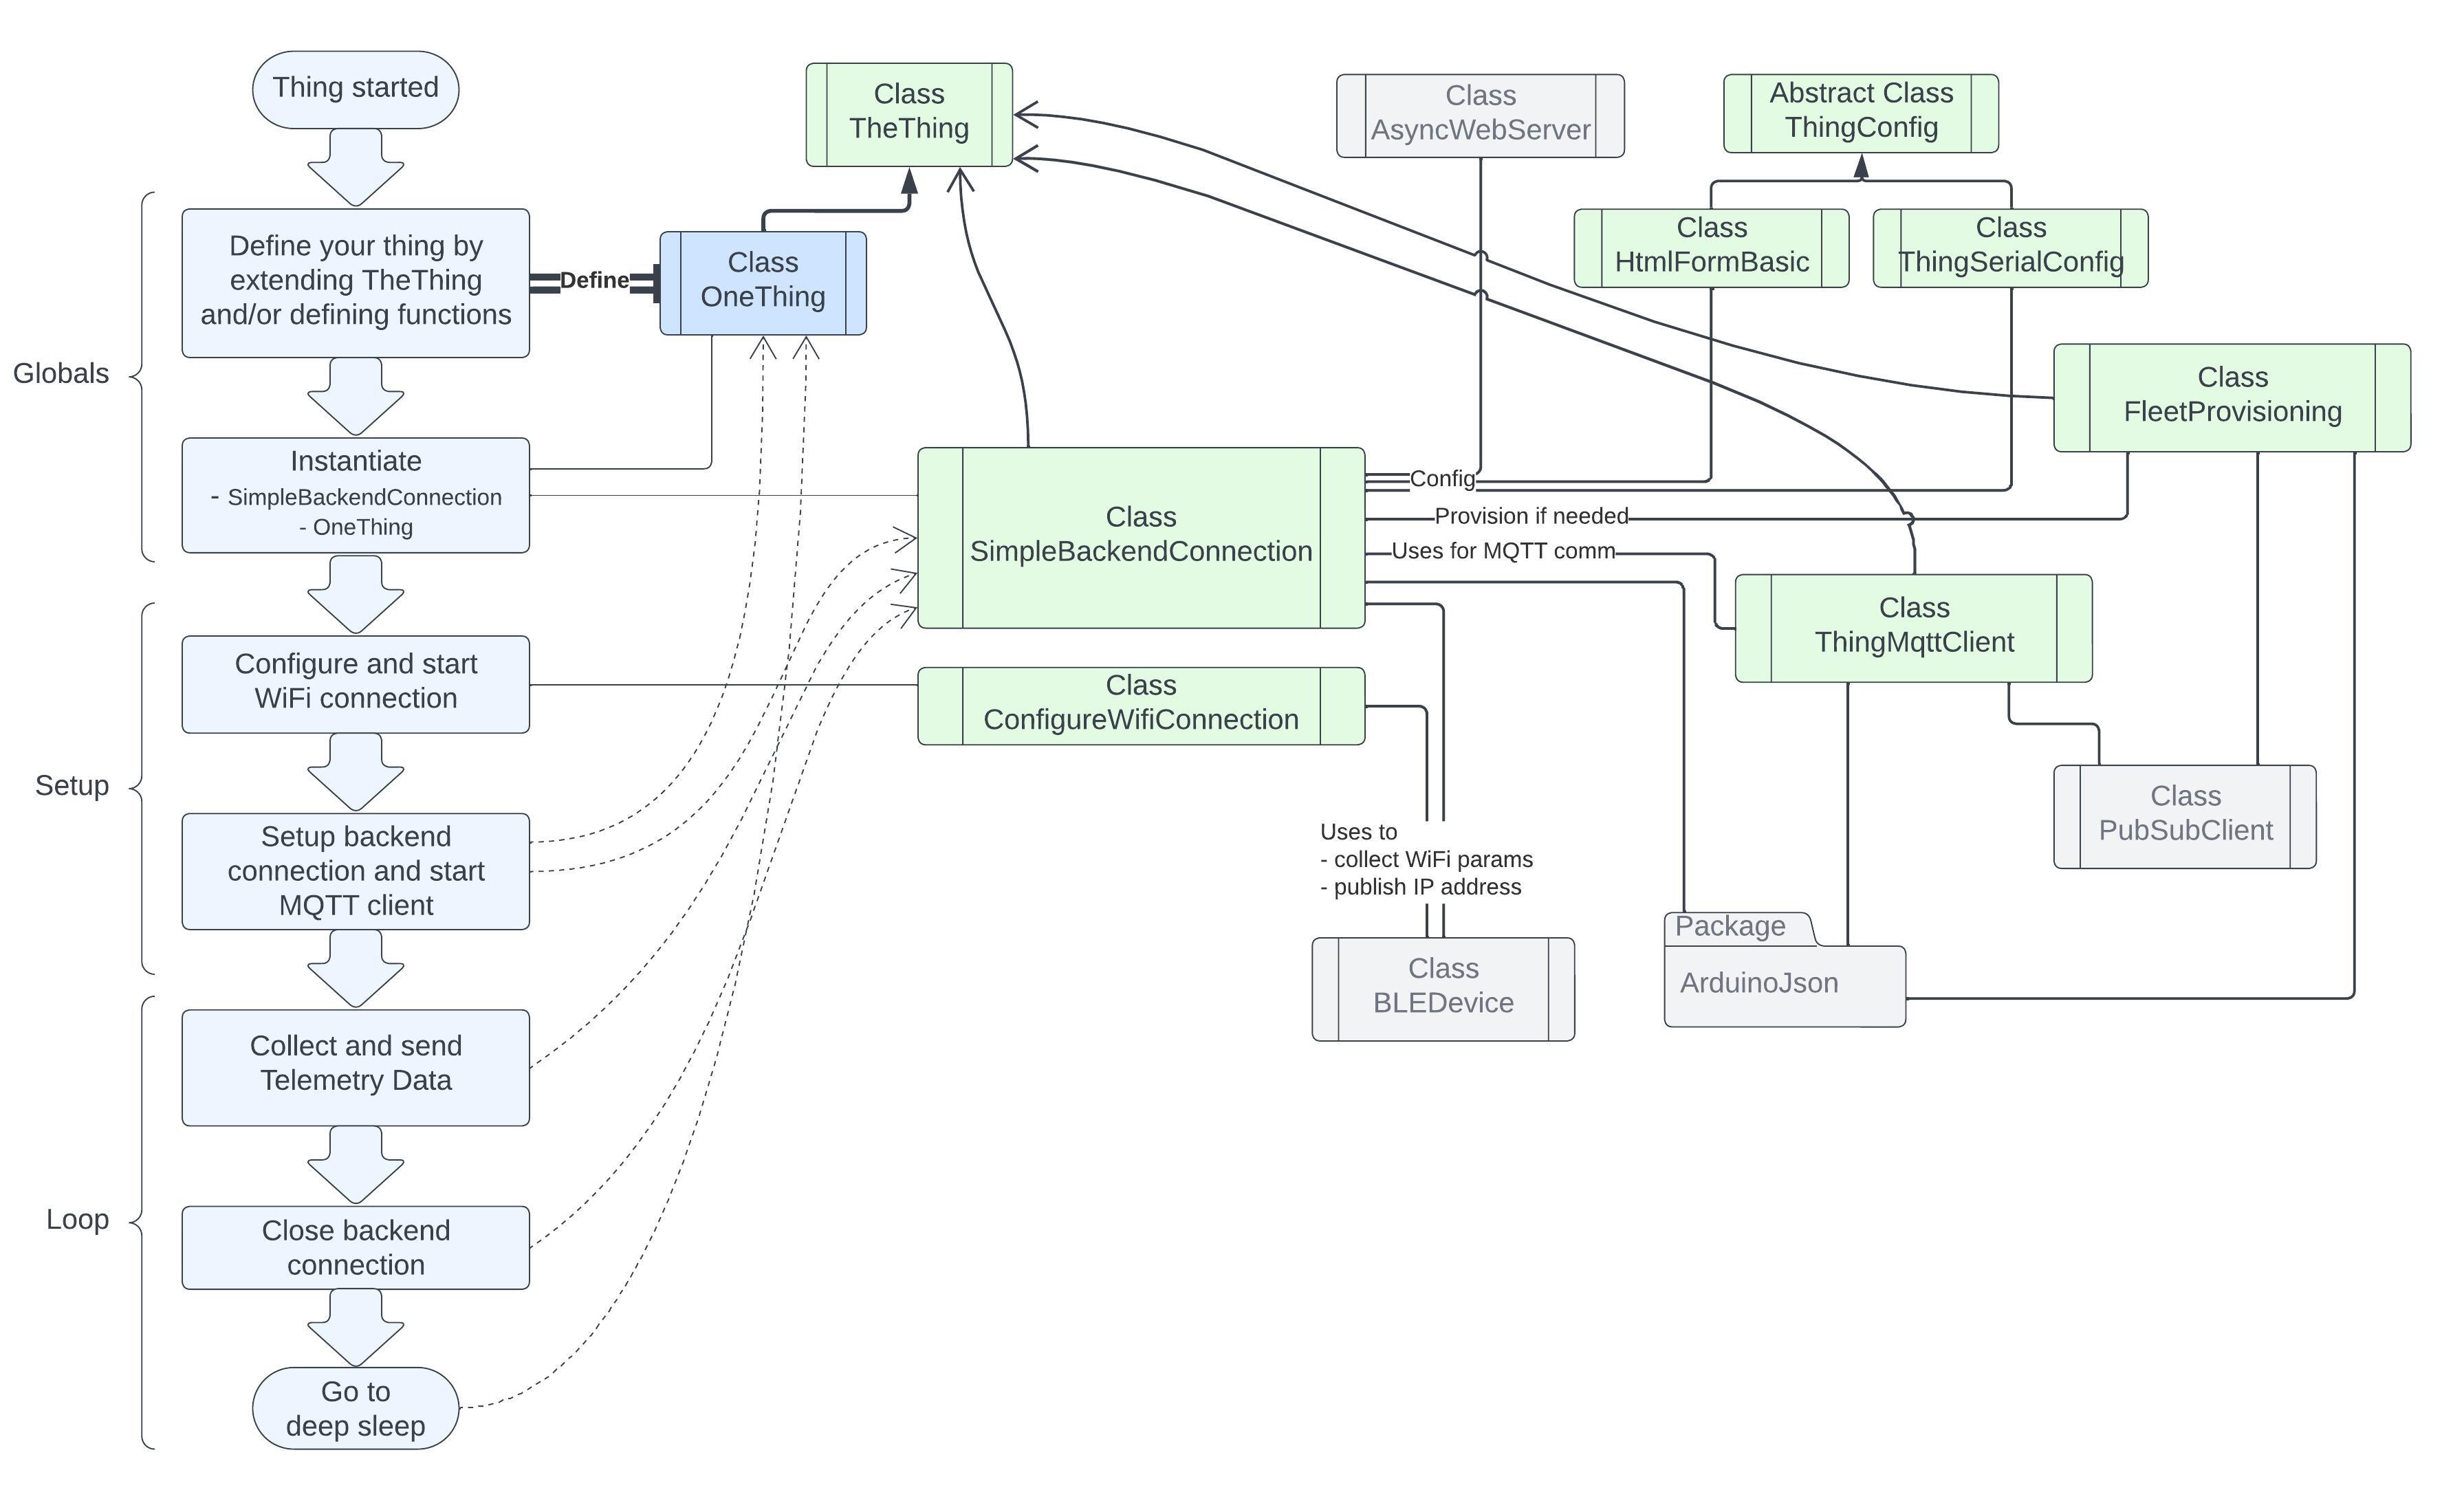 Thing started
Globals
Define your thing by
extending TheThing
and/or defining functions
Define
Instantiate
- SimpleBackendConnection
- OneThing
Setup
Configure and start
WiFi connection
Setup backend
connection and start
MQTT client
Loop
Collect and send
Telemetry Data
Close backend
connection
Go to
deep sleep
Class
TheThing
Class
OneThing
Class
AsyncWebServer
Abstract Class
ThingConfig
Class
HtmlFormBasic
Class
ThingSerialConfig
Class
FleetProvisioning
Class
SimpleBackendConnection
Config
Provision if needed
Uses for MQTT comm
Class
ThingMqttClient
Class
ConfigureWifiConnection
Class
PubSubClient
Uses to
- collect WiFi params
- publish IP address
Class
BLEDevice
Package
ArduinoJson